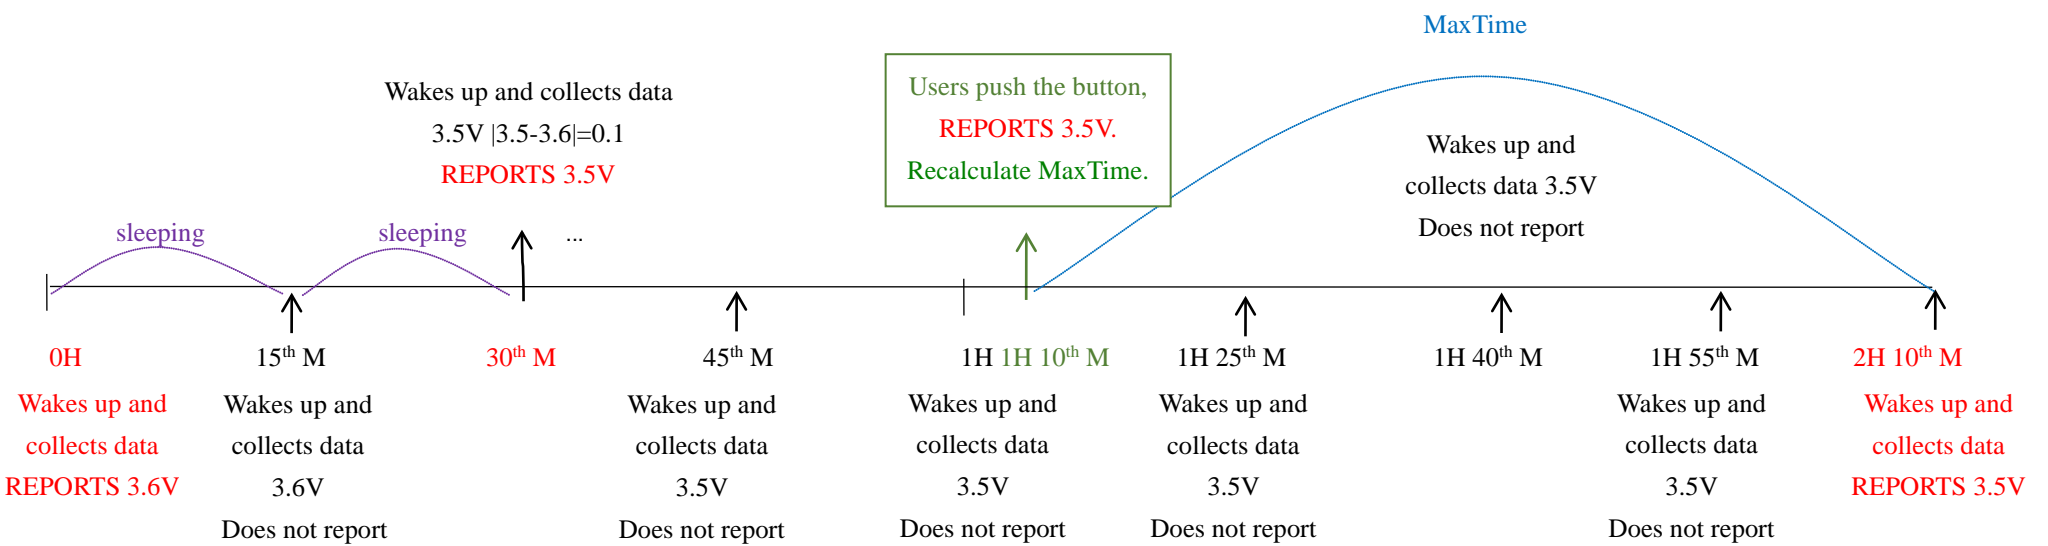 MaxTime
Wakes up and collects data
3.5V |3.5-3.6|=0.1
REPORTS 3.5V
Users push the button,
REPORTS 3.5V.
Recalculate MaxTime.
Wakes up and
collects data 3.5V
Does not report
sleeping
sleeping
...
0H
15th M
30th M
45th M
1H
1H 10th M
1H 25th M
1H 40th M
1H 55th M
2H 10th M
Wakes up and
collects data
REPORTS 3.6V
Wakes up and
collects data
3.6V
Does not report
Wakes up and
collects data
3.5V
Does not report
Wakes up and
collects data
3.5V
Does not report
Wakes up and
collects data
3.5V
Does not report
Wakes up and
collects data
3.5V
Does not report
Wakes up and
collects data
REPORTS 3.5V